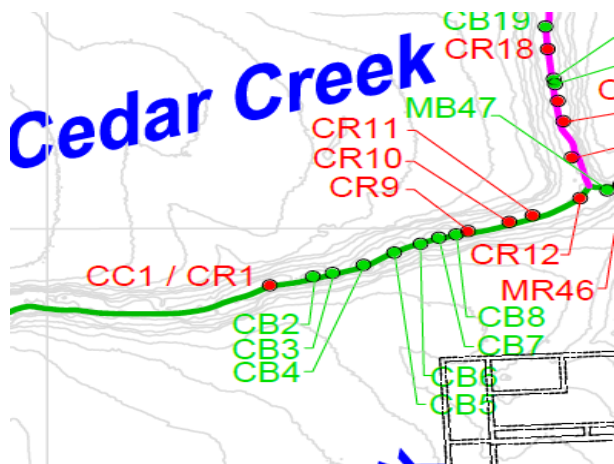 CB19
CR18
Cedar Creek
MB47
CR11
CR10
CR9
CR12
CC1 / CR1
MR46
CB2
CB3
CB4
CB8
CB7
CB6
CB5